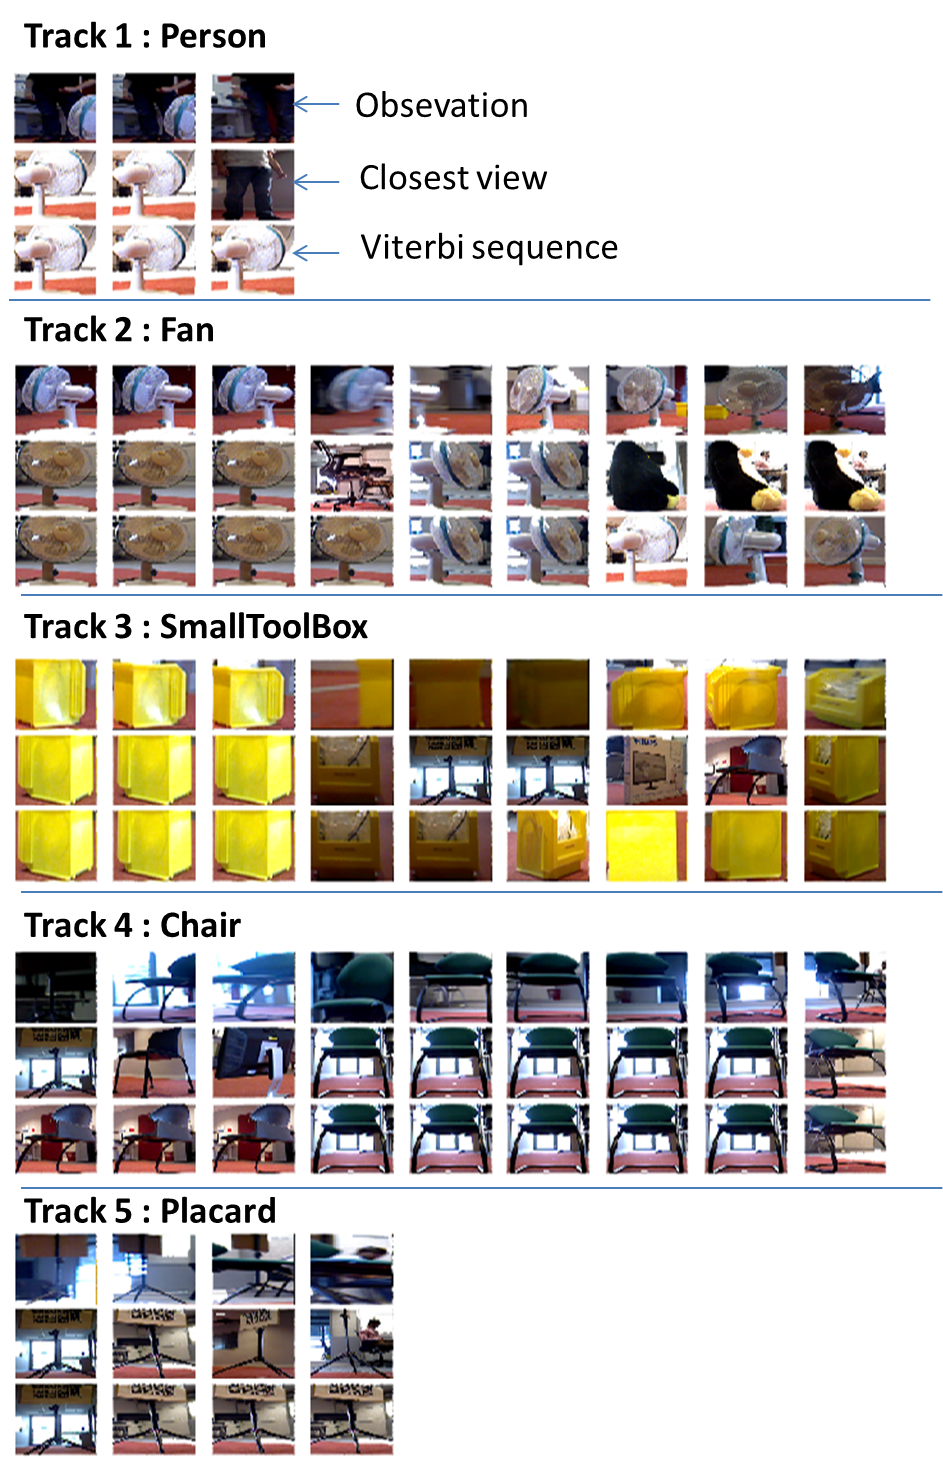 Track 1 : Person
Obsevation
Closest view
Viterbi sequence
Track 2 : Fan
Track 3 : SmallToolBox
Track 4 : Chair
Track 5 : Placard